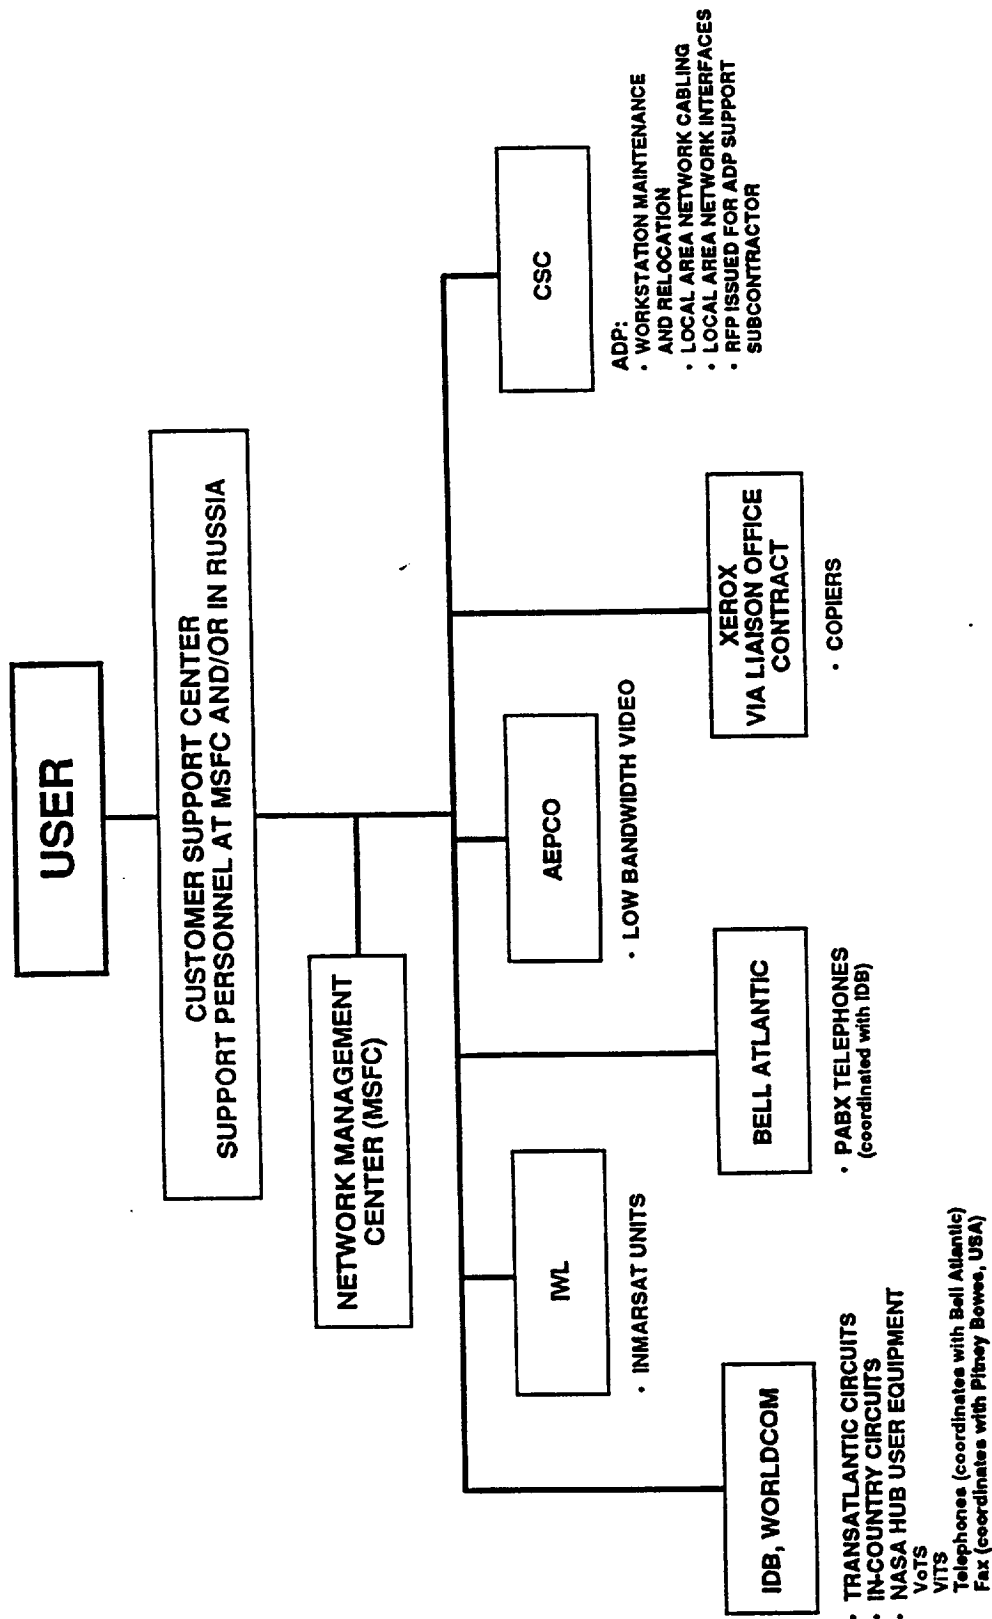 USER
CUSTOMER SUPPORT CENTER
SUPPORT PERSONNEL AT MSFC AND/OR IN RUSSIA
NETWORK MANAGEMENT
CENTER (MSFC)
IDB, WORLDCOM
• TRANSATLANTIC CIRCUITS
• IN-COUNTRY CIRCUITS
• NASA HUB USER EQUIPMENT
VoTS
ViTS
Telephones (coordinates with Bell Atlantic)
Fax (coordinates with Pitney Bowes, USA)
IWL
• INMARSAT UNITS
BELL ATLANTIC
• PABX TELEPHONES
(coordinated with IDB)
AEPCO
• LOW BANDWIDTH VIDEO
XEROX
VIA LIAISON OFFICE
CONTRACT
• COPIERS
CSC
ADP:
• WORKSTATION MAINTENANCE
AND RELOCATION
• LOCAL AREA NETWORK CABLING
• LOCAL AREA NETWORK INTERFACES
• RFP ISSUED FOR ADP SUPPORT
SUBCONTRACTOR